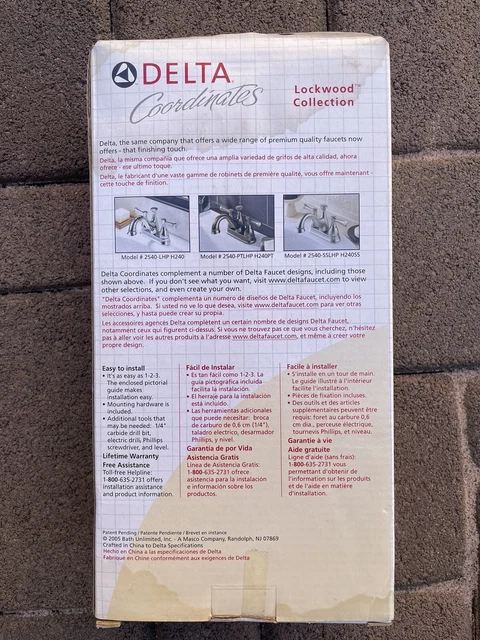 DELTA
Coordinates
Lockwood™
Collection
Delta, the same company that offers a wide range of premium quality faucets now
offers - that finishing touch.
Delta, la misma compañía que ofrece una amplia variedad de grifos de alta calidad, ahora
ofrece - ese ultimo toque.
Delta, le fabricant d'une vaste gamme de robinets de première qualité, vous offre maintenant -
cette touche de finition.
Model # 2540-LHP H240
Model # 2540-PTLHP H240PT
Model # 2540-SSLHP H240SS
Delta Coordinates complement a number of Delta Faucet designs, including those
shown above. If you don't see what you want, visit www.deltafaucet.com to view
other selections, and even create your own.
"Delta Coordinates" complementa un número de diseños de Delta Faucet, incluyendo los
mostrados arriba. Si usted no ve lo que desea, visite www.deltafaucet.com para ver otras
selecciones, y hasta puede crear su propia.
Les accessoires agencés Delta complètent un certain nombre de designs Delta Faucet,
notamment ceux qui figurent ci-dessus. Si vous ne trouvez pas ce que vous cherchez, n'hésitez
pas à aller voir les autres produits à l'adresse www.deltafaucet.com, et même à créer votre
propre design.
Easy to install
• It's as easy as 1-2-3.
The enclosed pictorial
guide makes
installation easy.
• Mounting hardware is
included.
• Additional tools that
may be needed: 1/4"
carbide drill bit,
electric drill, Phillips
screwdriver, and level.
Lifetime Warranty
Free Assistance
Toll-free Helpline:
1-800-635-2731 offers
installation assistance
and product information.
Fácil de Instalar
• Es tan fácil como 1-2-3. La
guía pictográfica incluida
facilita la instalación.
• El herraje para la instalación
está incluido.
• Las herramientas adicionales
que puede necesitar: broca
de carburo de 0,6 cm (1/4"),
taladro eléctrico, desarmador
Phillips, y nivel.
Garantía de por Vida
Asistencia Gratis
Línea de Asistencia Gratis:
1-800-635-2731 ofrece
asistencia para la instalación
e información sobre los
productos.
Facile à installer
• S'installe en un tour de main.
Le guide illustré à l'intérieur
facilite l'installation.
• Pièces de fixation incluses.
• Des outils et des articles
supplémentaires peuvent être
requis: foret au carbure 0,6
cm dia., perceuse électrique,
tournevis Phillips, et niveau.
Garantie à vie
Aide gratuite
Ligne d'aide (sans frais):
1-800-635-2731 vous
permettant d'obtenir de
l'information sur les produits
et de l'aide en matière
d'installation.
Patent Pending / Patente Pendiente / Brevet en instance
© 2005 Bath Unlimited, Inc. - A Masco Company, Randolph, NJ 07869
Crafted in China to Delta Specifications
Hecho en China a las especificaciones de Delta
Fabriqué en Chine conformément aux exigences de Delta